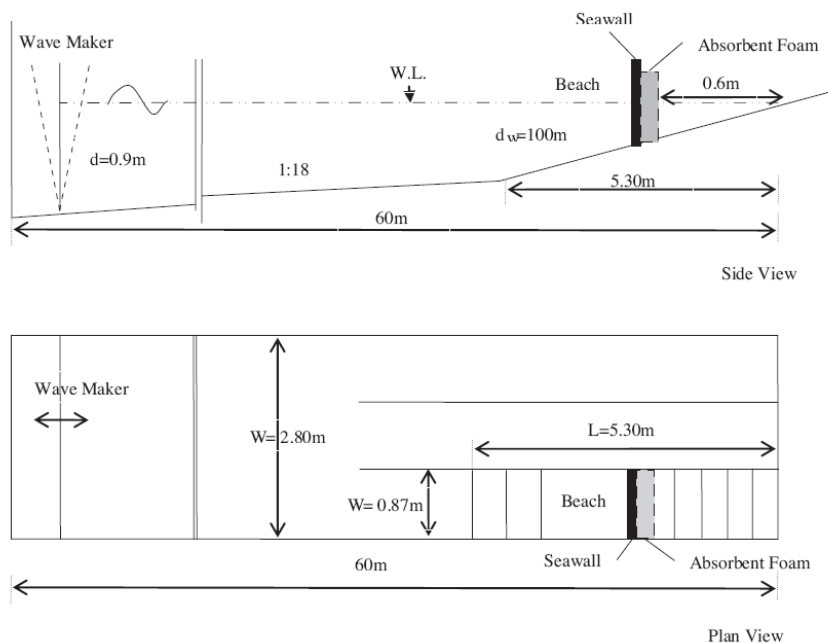 Seawall
Wave Maker
Absorbent Foam
W.L.
Beach
0.6m
d w=100m
d=0.9m
1:18
5.30m
60m
Side View
Wave Maker
L=5.30m
W= 2.80m
W= 0.87m
Beach
Seawall
Absorbent Foam
60m
Plan View